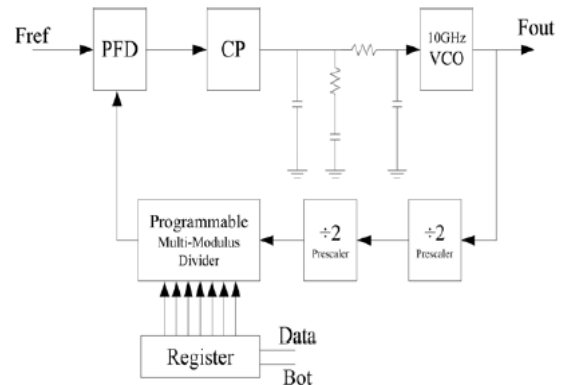 Fref
PFD
CP
10GHz
VCO
Fout
Programmable
Multi-Modulus
Divider
÷2
Prescaler
÷2
Prescaler
Register
Data
Bot